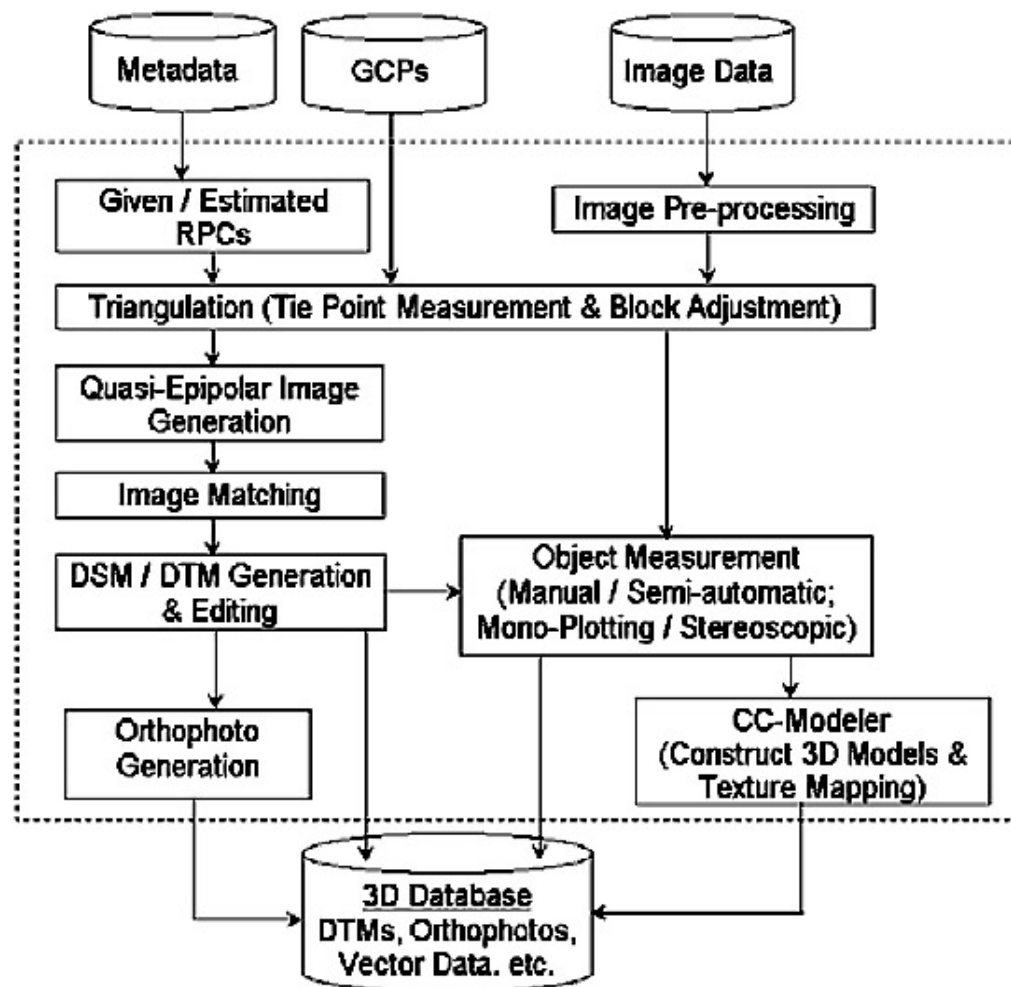 Metadata
GCPs
Image Data
Given / Estimated
RPCs
Image Pre-processing
Triangulation (Tie Point Measurement & Block Adjustment)
Quasi-Epipolar Image
Generation
Image Matching
DSM / DTM Generation
& Editing
Object Measurement
(Manual / Semi-automatic;
Mono-Plotting / Stereoscopic)
Orthophoto
Generation
CC-Modeler
(Construct 3D Models &
Texture Mapping)
3D Database
DTMs, Orthophotos,
Vector Data. etc.